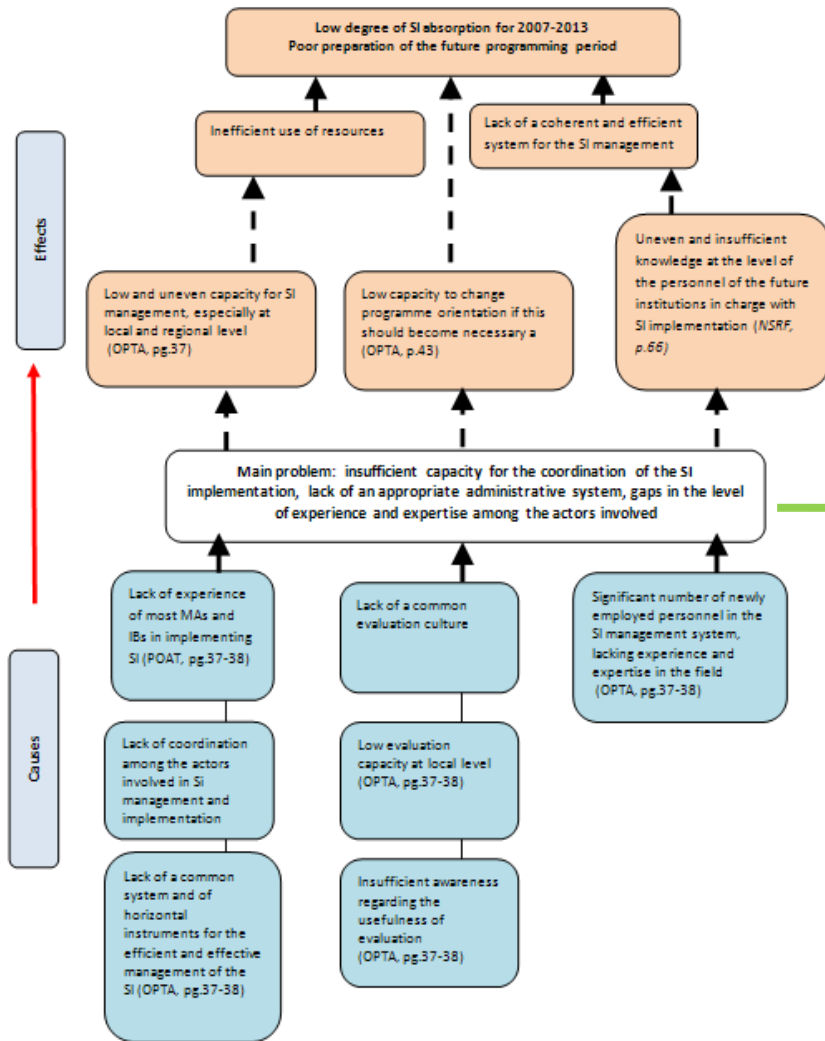 Low degree of SI absorption for 2007-2013
Poor preparation of the future programming period
Inefficient use of resources
Lack of a coherent and efficient
system for the SI management
Effects
Low and uneven capacity for SI
management, especially at
local and regional level
(OPTA, pg.37)
Low capacity to change
programme orientation if this
should become necessary a
(OPTA, p.43)
Uneven and insufficient
knowledge at the level of
the personnel of the future
institutions in charge with
SI implementation (NSRF,
p.66)
Main problem: insufficient capacity for the coordination of the SI
implementation, lack of an appropriate administrative system, gaps in the level
of experience and expertise among the actors involved
Causes
Lack of experience
of most MAs and
IBs in implementing
SI (POAT, pg.37-38)
Lack of a common
evaluation culture
Significant number of newly
employed personnel in the
SI management system,
lacking experience and
expertise in the field
(OPTA, pg.37-38)
Lack of coordination
among the actors
involved in Si
management and
implementation
Low evaluation
capacity at local level
(OPTA, pg.37-38)
Lack of a common
system and of
horizontal
instruments for the
efficient and effective
management of the
SI (OPTA, pg.37-38)
Insufficient awareness
regarding the
usefulness of
evaluation
(OPTA, pg.37-38)